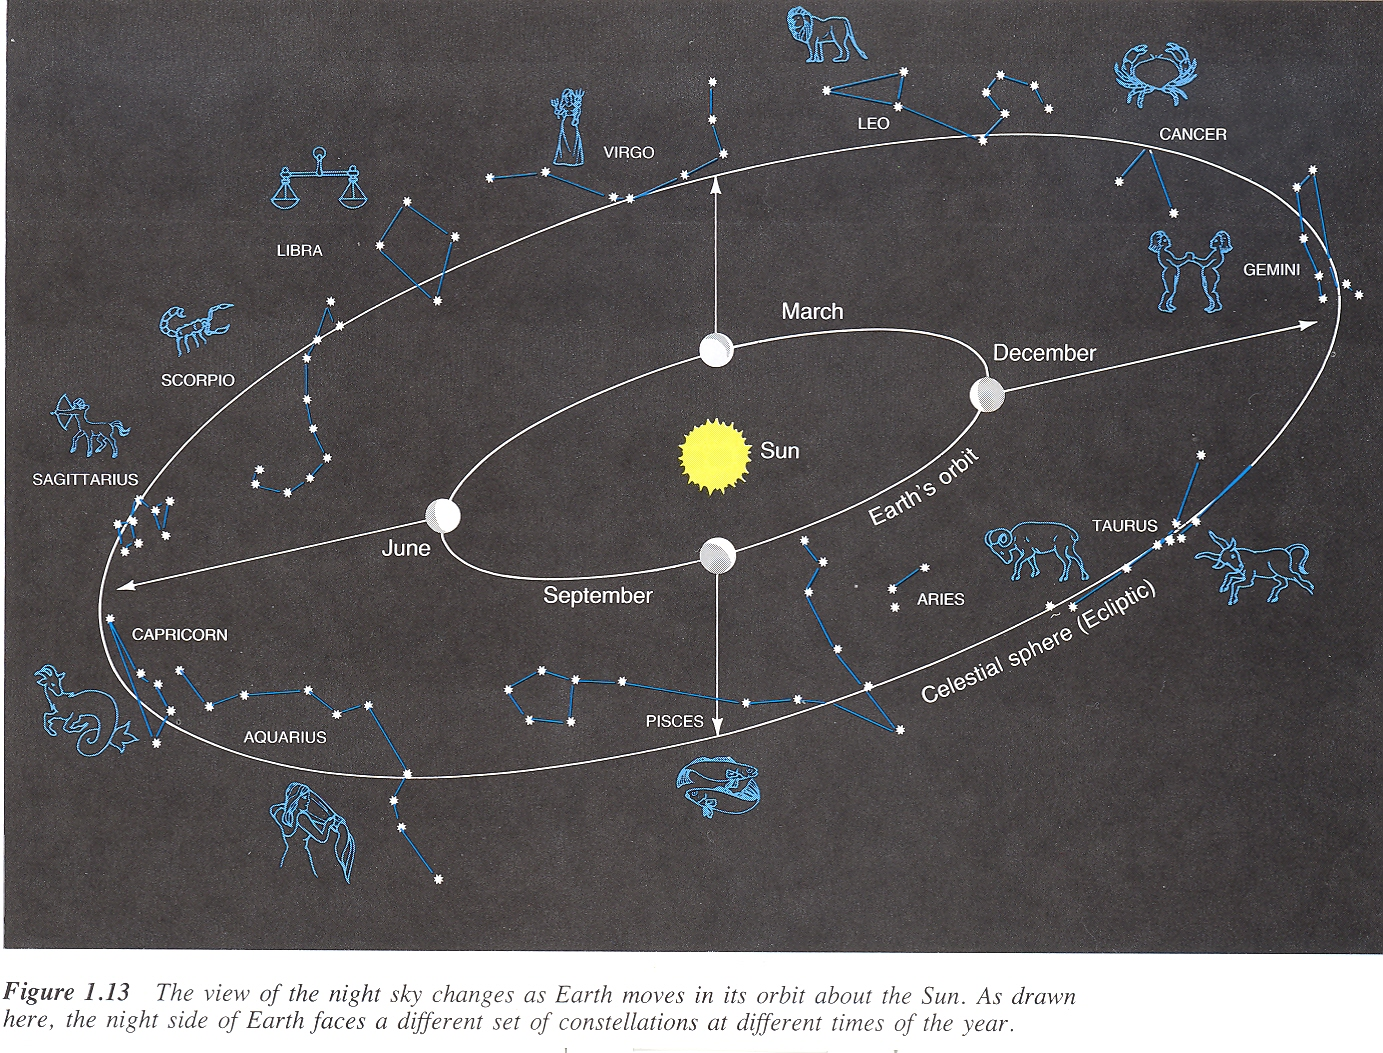 LEO
CANCER
VIRGO
LIBRA
GEMINI
March
December
SCORPIO
Sun
SAGITTARIUS
Earth's orbit
TAURUS
June
September
ARIES
Celestial sphere (Ecliptic)
CAPRICORN
PISCES
AQUARIUS
Figure 1.13 The view of the night sky changes as Earth moves in its orbit about the Sun. As drawn
here, the night side of Earth faces a different set of constellations at different times of the year.